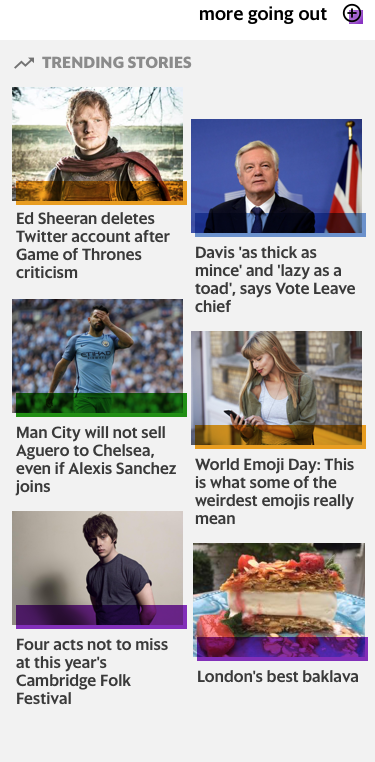 more going out
TRENDING STORIES
Ed Sheeran deletes
Twitter account after
Game of Thrones
criticism
Davis 'as thick as
mince' and 'lazy as a
toad', says Vote Leave
chief
ETIHAD
Man City will not sell
Aguero to Chelsea,
even if Alexis Sanchez
joins
World Emoji Day: This
is what some of the
weirdest emojis really
mean
Four acts not to miss
at this year's
Cambridge Folk
Festival
London's best baklava